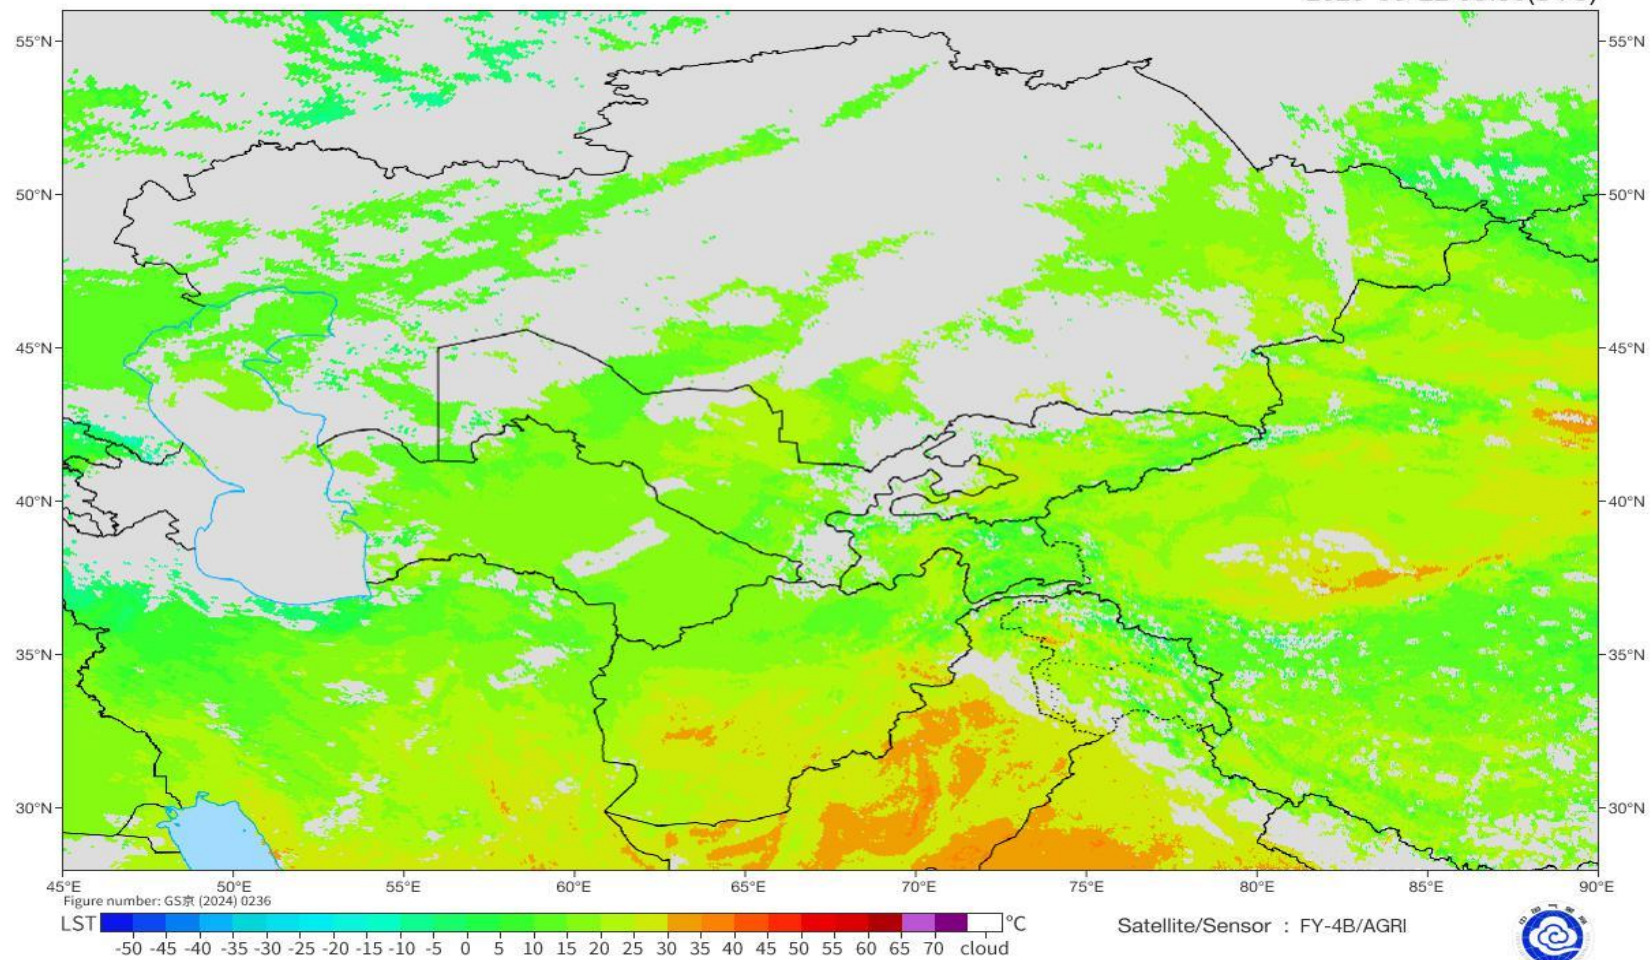 55°N
55°N
50°N
50°N
45°N
45°N
40°N
40°N
35°N
35°N
30°N
30°N
45°E
50°E
55°E
60°E
65°E
70°E
75°E
80°E
85°E
90°E
Figure number: GS京 (2024) 0236
LST
°C
-50 -45 -40 -35 -30 -25 -20 -15 -10 -5 0 5 10 15 20 25 30 35 40 45 50 55 60 65 70 cloud
Satellite/Sensor : FY-4B/AGRI